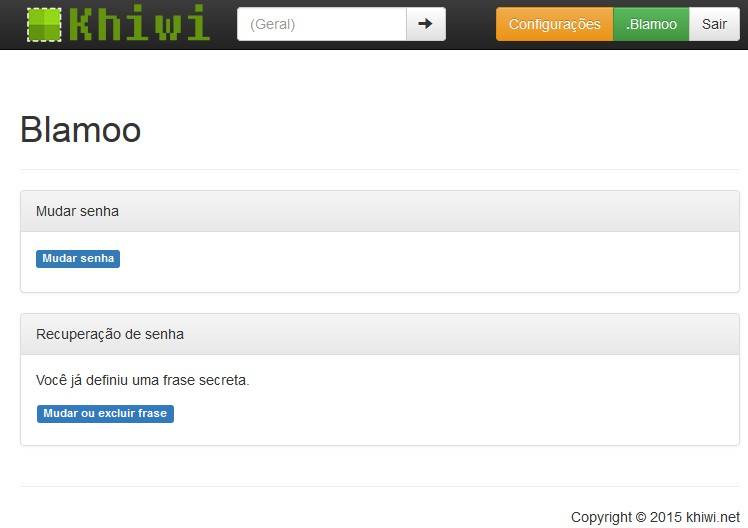 Khiwi (Geral) Configurações .Blamoo Sair
Blamoo
Mudar senha
Mudar senha
Recuperação de senha
Você já definiu uma frase secreta.
Mudar ou excluir frase
Copyright © 2015 khiwi.net